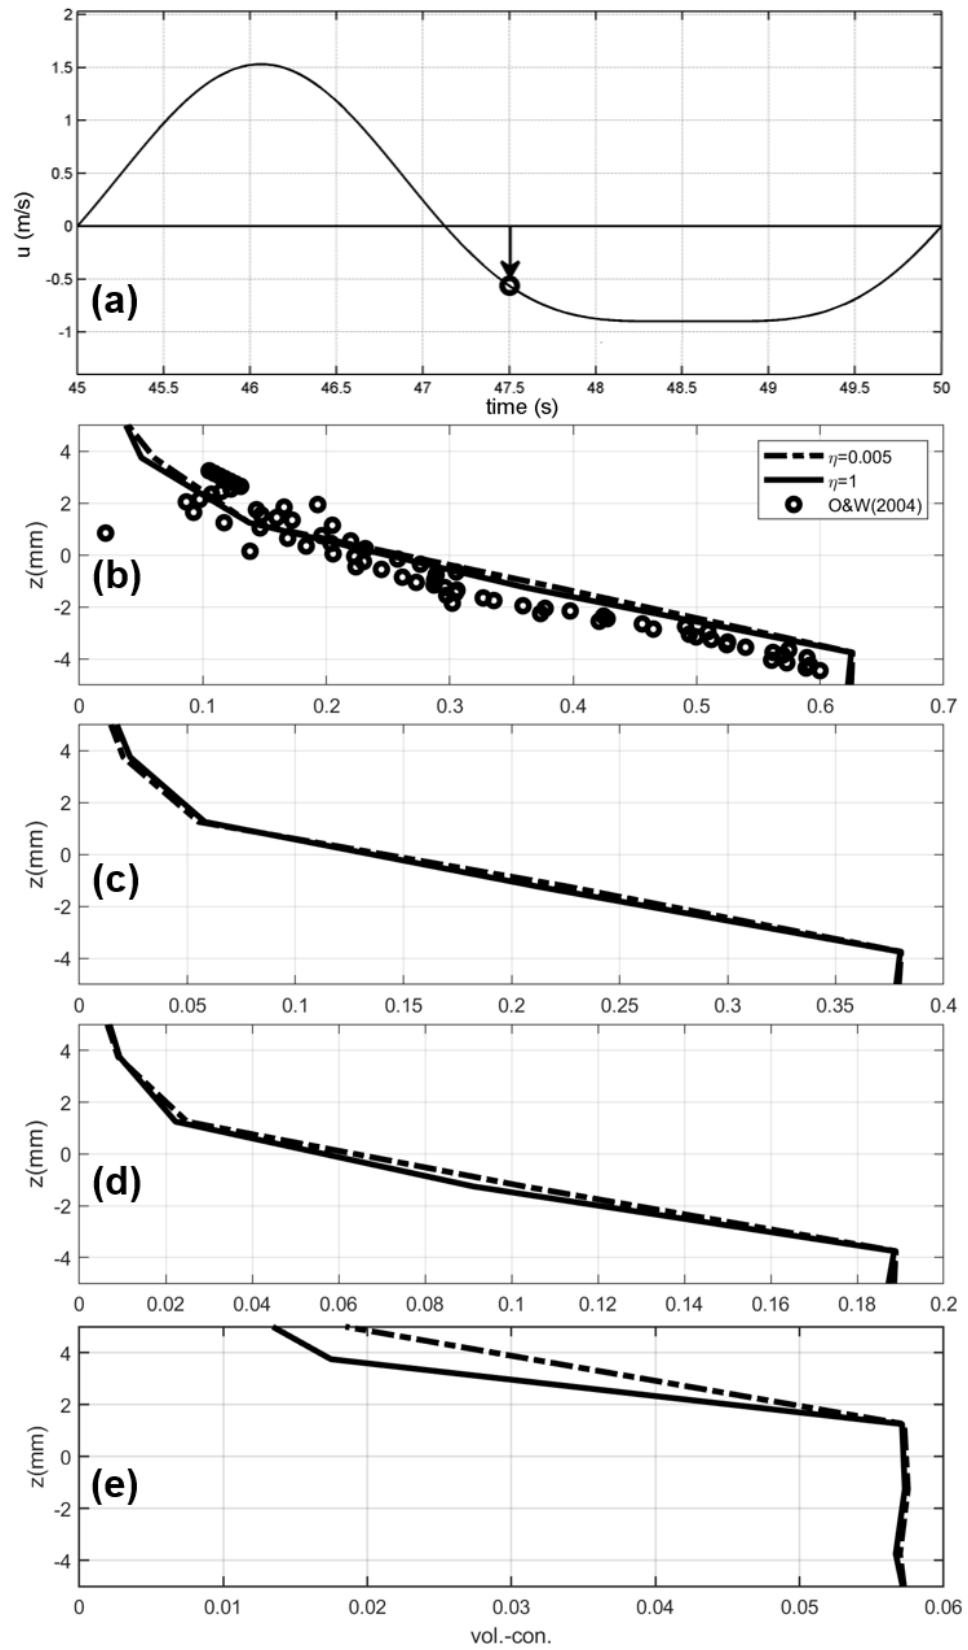 2
1.5
1
0.5
0
-0.5
-1
u (m/s)
(a)
45 45.5 46 46.5 47 47.5 48 48.5 49 49.5 50
time (s)
4
2
0
-2
-4
z(mm)
(b)
η=0.005
η=1
O&W(2004)
0 0.1 0.2 0.3 0.4 0.5 0.6 0.7
4
2
0
-2
-4
z(mm)
(c)
0 0.05 0.1 0.15 0.2 0.25 0.3 0.35 0.4
4
2
0
-2
-4
z(mm)
(d)
0 0.02 0.04 0.06 0.08 0.1 0.12 0.14 0.16 0.18 0.2
4
2
0
-2
-4
z(mm)
(e)
0 0.01 0.02 0.03 0.04 0.05 0.06
vol.-con.